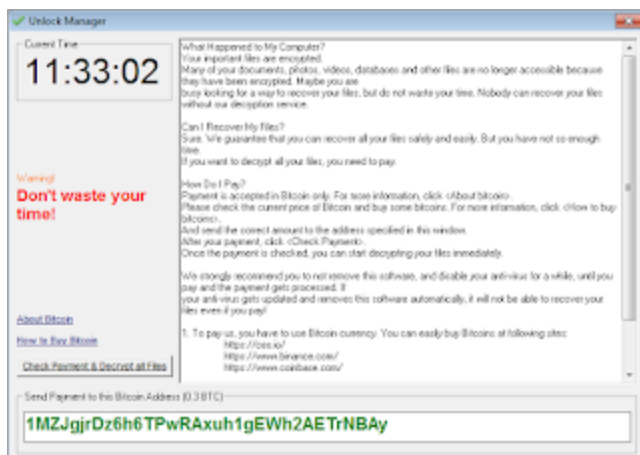 Unlock Manager
Current Time
11:33:02
Warning!
Don't waste your
time!
About Bitcoin
How to Buy Bitcoin
Check Payment & Decrypt all Files
What Happened to My Computer?
Your important files are encrypted.
Many of your documents, photos, videos, databases and other files are no longer accessible because
they have been encrypted. Maybe you are
busy looking for a way to recover your files, but do not waste your time. Nobody can recover your files
without our decryption service.
Can I Recover My Files?
Sure. We guarantee that you can recover all your files safely and easily. But you have not so enough
time.
If you want to decrypt all your files, you need to pay.
How Do I Pay?
Payment is accepted in Bitcoin only. For more information, click <About bitcoin>.
Please check the current price of Bitcoin and buy some bitcoins. For more information, click <How to buy
bitcoins>.
And send the correct amount to the address specified in this window.
After your payment, click <Check Payment>.
Once the payment is checked, you can start decrypting your files immediately.
We strongly recommend you to not remove this software, and disable your anti-virus for a while, until you
pay and the payment gets processed. If
your anti-virus gets updated and removes this software automatically, it will not be able to recover your
files even if you pay!
1. To pay us, you have to use Bitcoin currency. You can easily buy Bitcoins at following sites:
https://cex.io/
https://www.binance.com/
https://www.coinbase.com/
Send Payment to this Bitcoin Address (0.3 BTC)
1MZJgjrDz6h6TPwRAxuh1gEWh2AETrNBAy